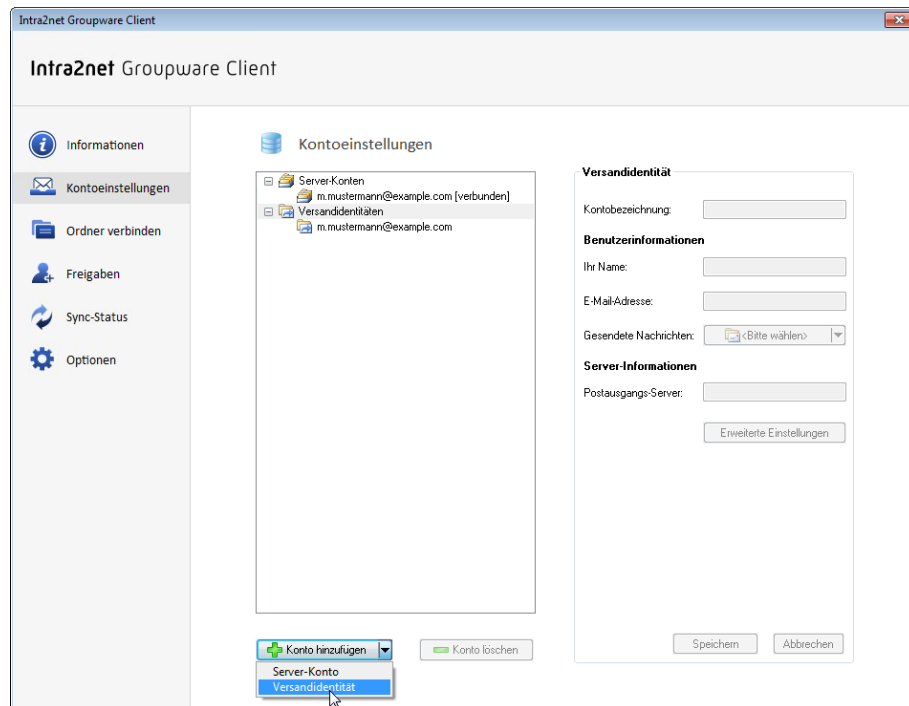 Intra2net Groupware Client
Intra2net Groupware Client
Informationen
Kontoeinstellungen
Ordner verbinden
Freigaben
Sync-Status
Optionen
Kontoeinstellungen
Server-Konten
m.mustermann@example.com [verbunden]
Versandidentitäten
m.mustermann@example.com
Konto hinzufügen
Konto löschen
Server-Konto
Versandidentität
Versandidentität
Kontobezeichnung:
Benutzerinformationen
Ihr Name:
E-Mail-Adresse:
Gesendete Nachrichten: <Bitte wählen>
Server-Informationen
Postausgangs-Server:
Erweiterte Einstellungen
Speichern Abbrechen